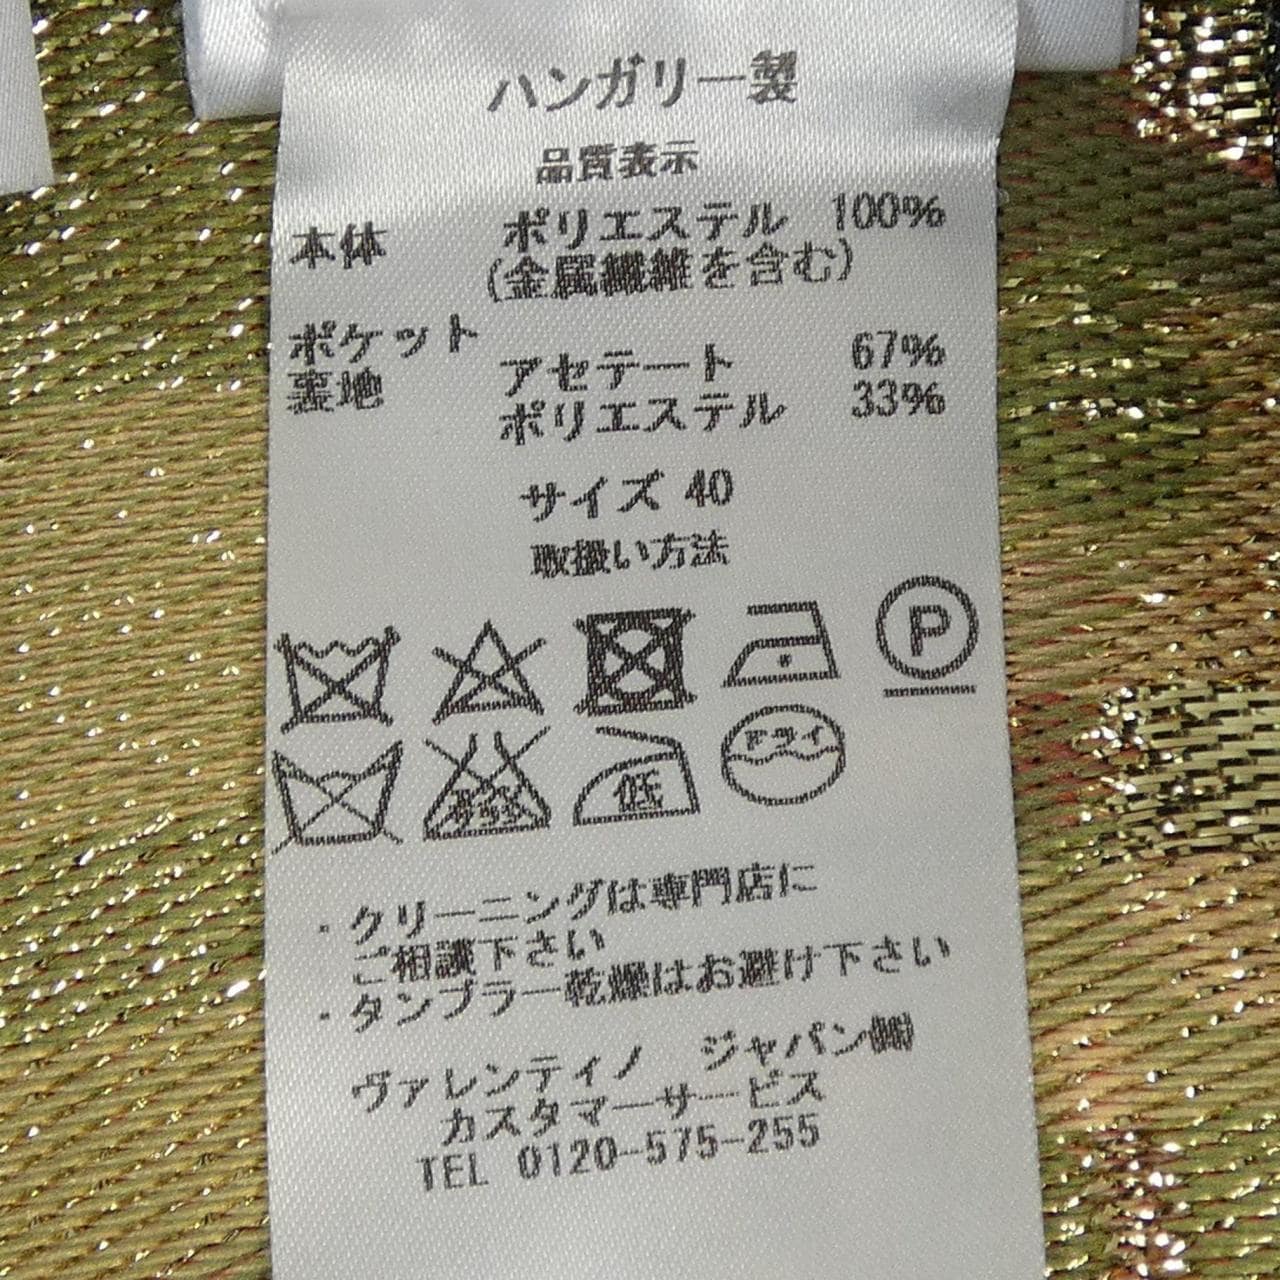 ハンガリー製
品質表示
本体 ポリエステル 100%
(金属繊維を含む)
ポケット
裏地 アセテート 67%
ポリエステル 33%
サイズ 40
取扱い方法
P
エンソサラシ
低
ドライ
・クリーニングは専門店に
ご相談下さい
・タンブラー乾燥はお避け下さい
ヴァレンティノ ジャパン㈱
カスタマーサービス
TEL 0120-575-255